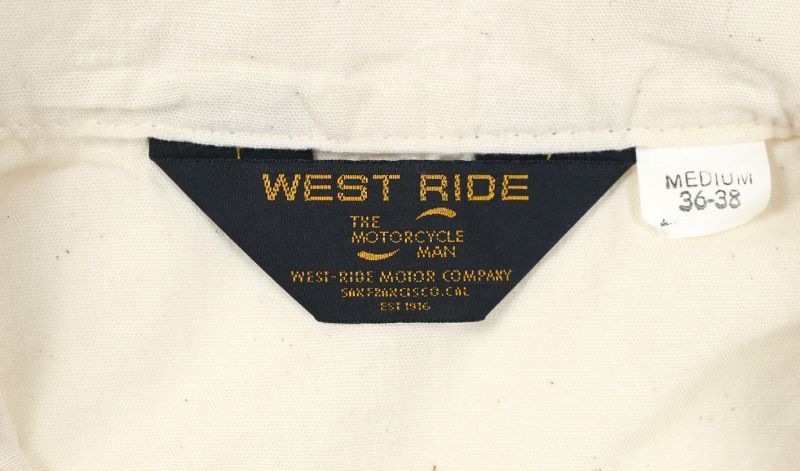 WEST RIDE
THE
MOTORCYCLE
MAN
WEST-RIDE MOTOR COMPANY
SAN FRANCISCO. CAL
EST 1916
MEDIUM
36-38